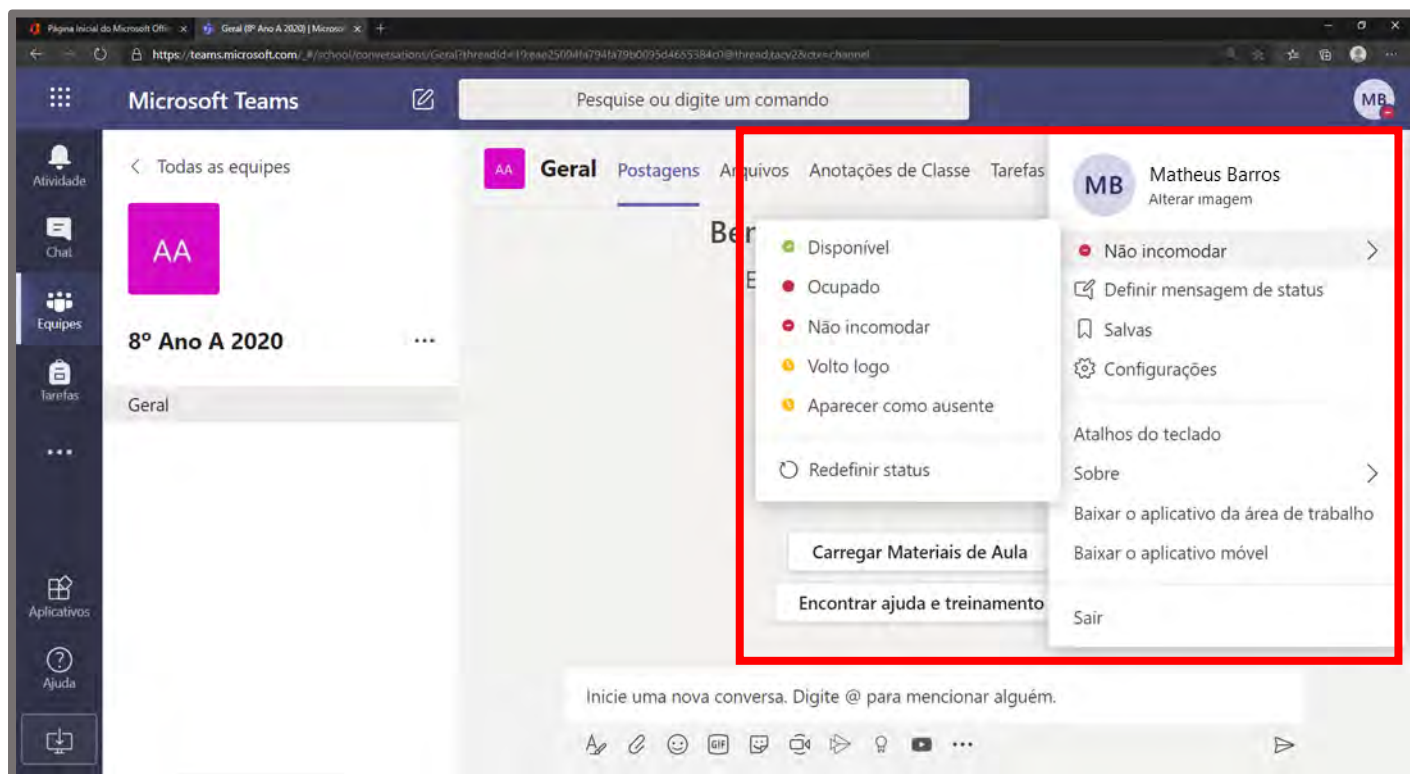 Página Inicial do Microsoft Offi
Geral (8º Ano A 2020) | Microsof
Microsoft Teams
Pesquise ou digite um comando
MB
Atividade
Chat
Equipes
Tarefas
Aplicativos
Ajuda
Todas as equipes
AA
8º Ano A 2020
Geral
AA Geral Postagens Arquivos Anotações de Classe Tarefas
Ber
E
Disponível
Ocupado
Não incomodar
Volto logo
Aparecer como ausente
Redefinir status
MB
Matheus Barros
Alterar imagem
Não incomodar
Definir mensagem de status
Salvas
Configurações
Atalhos do teclado
Sobre
Baixar o aplicativo da área de trabalho
Baixar o aplicativo móvel
Sair
Carregar Materiais de Aula
Encontrar ajuda e treinamento
Inicie uma nova conversa. Digite @ para mencionar alguém.
GIF